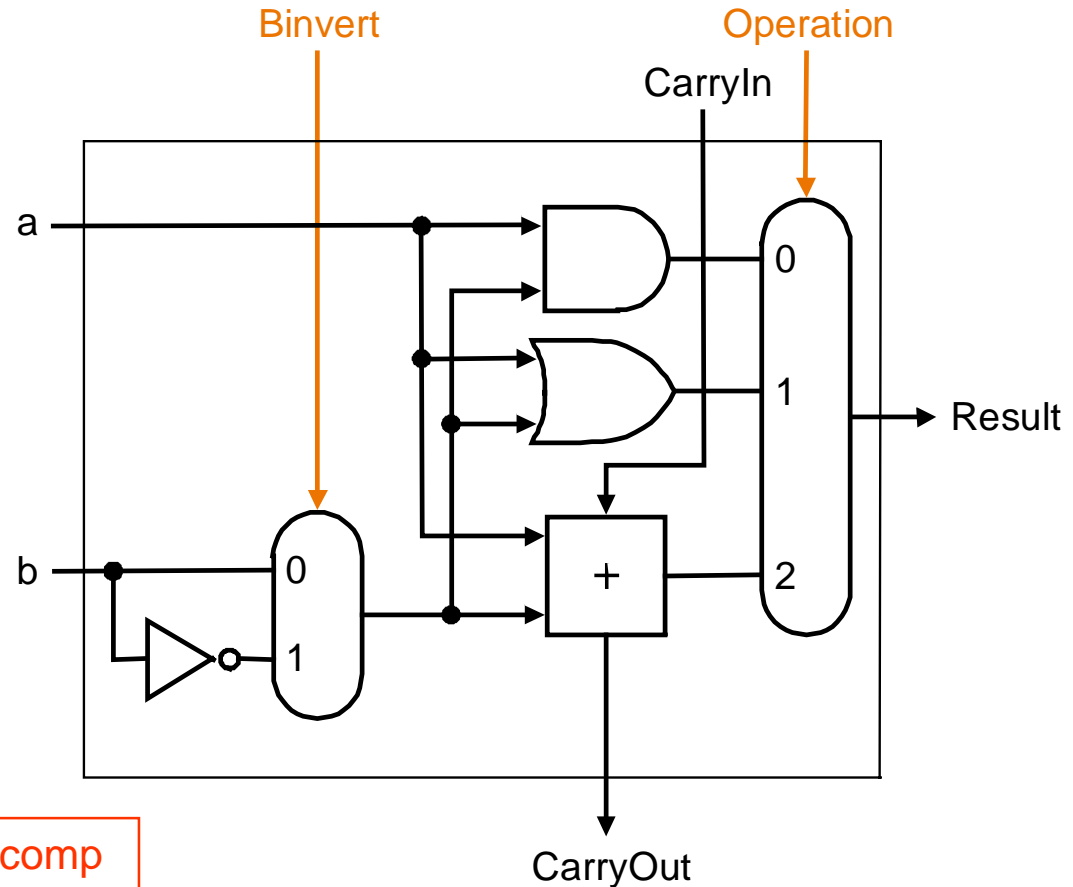 Binvert
Operation
CarryIn
a
0
1
Result
b
0
+
2
1
comp
CarryOut